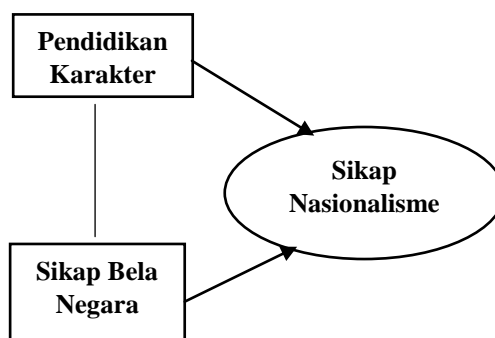 Pendidikan
Karakter
Sikap
Nasionalisme
Sikap Bela
Negara